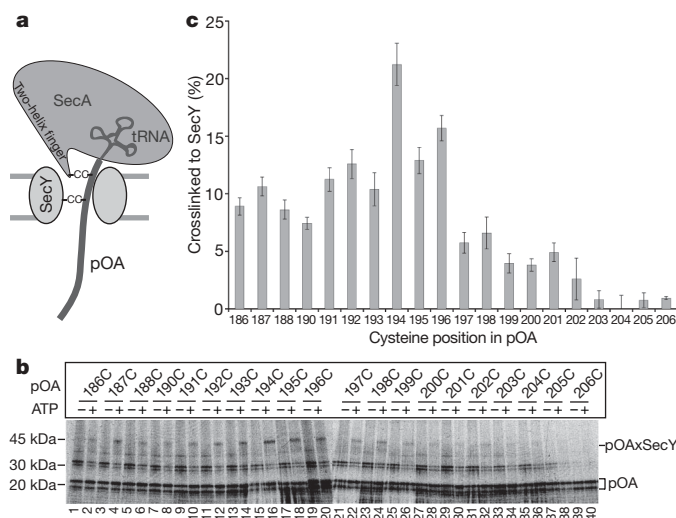 a
SecA
Two-helix finger
tRNA
CC
SecY
CC
pOA
c
Crosslinked to SecY (%)
25
20
15
10
5
0
186 187 188 190 191 192 193 194 195 196 197 198 199 200 201 202 203 204 205 206
Cysteine position in pOA
b
pOA 186C 187C 188C 190C 191C 192C 193C 194C 195C 196C 197C 198C 199C 200C 201C 202C 203C 204C 205C 206C
ATP − + − + − + − + − + − + − + − + − + − + − + − + − + − + − + − + − + − + − + − +
45 kDa
pOAxSecY
30 kDa
20 kDa
pOA
1 2 3 4 5 6 7 8 9 10 11 12 13 14 15 16 17 18 19 20 21 22 23 24 25 26 27 28 29 30 31 32 33 34 35 36 37 38 39 40